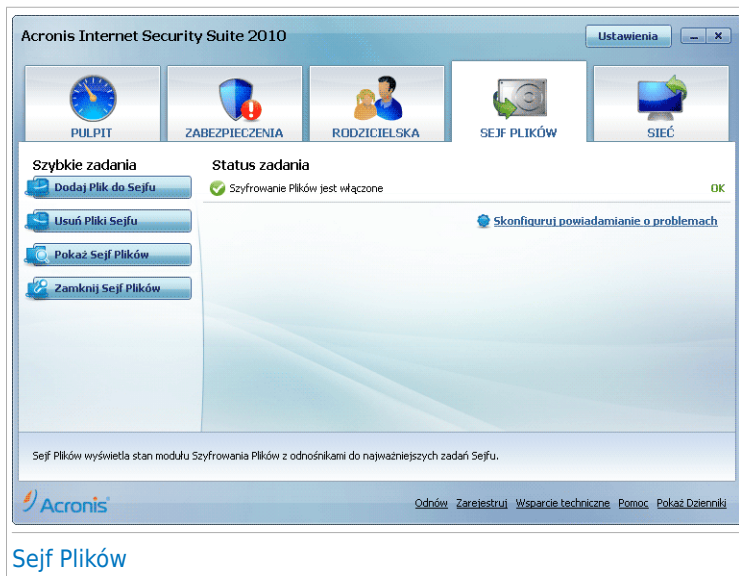 Acronis Internet Security Suite 2010
Ustawienia
PULPIT
ZABEZPIECZENIA
RODZICIELSKA
SEJF PLIKÓW
SIEĆ
Szybkie zadania
Dodaj Plik do Sejfu
Usuń Pliki Sejfu
Pokaż Sejf Plików
Zamknij Sejf Plików
Status zadania
Szyfrowanie Plików jest włączone OK
Skonfiguruj powiadamianie o problemach
Sejf Plików wyświetla stan modułu Szyfrowania Plików z odnośnikami do najważniejszych zadań Sejfu.
Acronis
Odnów Zarejestruj Wsparcie techniczne Pomoc Pokaż Dzienniki
Sejf Plików